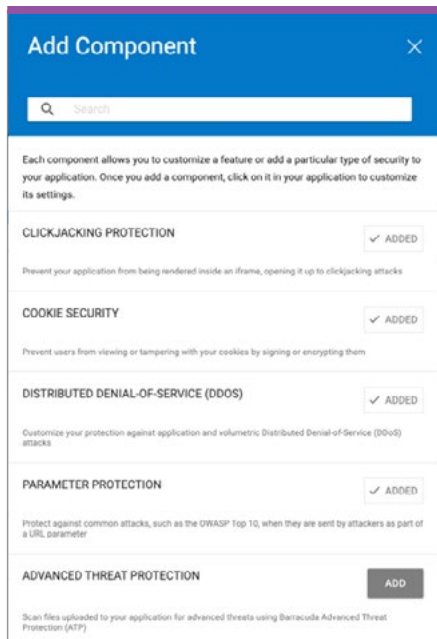 Add Component
Search
Each component allows you to customize a feature or add a particular type of security to
your application. Once you add a component, click on it in your application to customize
its settings.
CLICKJACKING PROTECTION
ADDED
Prevent your application from being rendered inside an iframe, opening it up to clickjacking attacks
COOKIE SECURITY
ADDED
Prevent users from viewing or tampering with your cookies by signing or encrypting them
DISTRIBUTED DENIAL-OF-SERVICE (DDOS)
ADDED
Customize your protection against application and volumetric Distributed Denial-of-Service (DDoS)
attacks
PARAMETER PROTECTION
ADDED
Protect against common attacks, such as the OWASP Top 10, when they are sent by attackers as part of
a URL parameter
ADVANCED THREAT PROTECTION
ADD
Scan files uploaded to your application for advanced threats using Barracuda Advanced Threat
Protection (ATP)